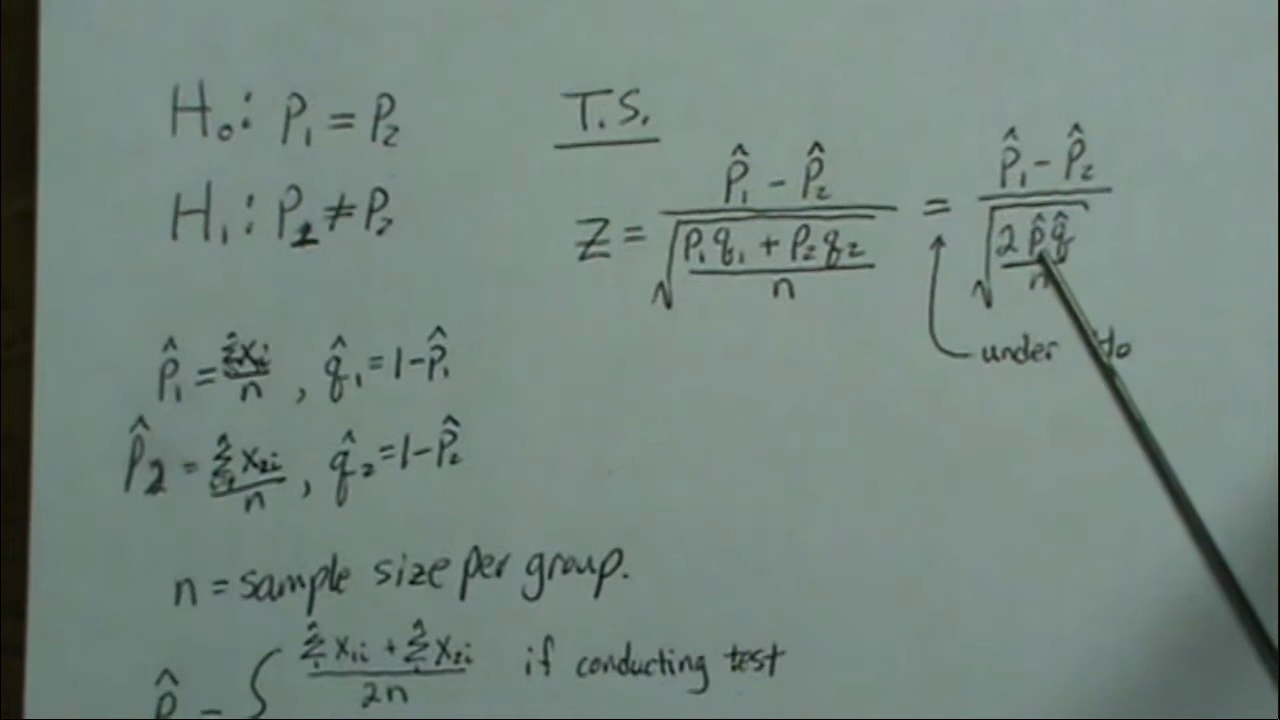 H₀: P₁ = P₂
H₁: P₁ ≠ P₂
T.S.
Z = (P̂₁ - P̂₂) / √((P₁q₁ + P₂q₂) / n) = (P̂₁ - P̂₂) / √(2p̂q̂ / n)
under H₀
P̂₁ = Σxᵢ / n , q̂₁ = 1 - P̂₁
P̂₂ = Σx₂ᵢ / n , q̂₂ = 1 - P̂₂
n = sample size per group.
P̂ = { (Σx₁ᵢ + Σx₂ᵢ) / 2n if conducting test